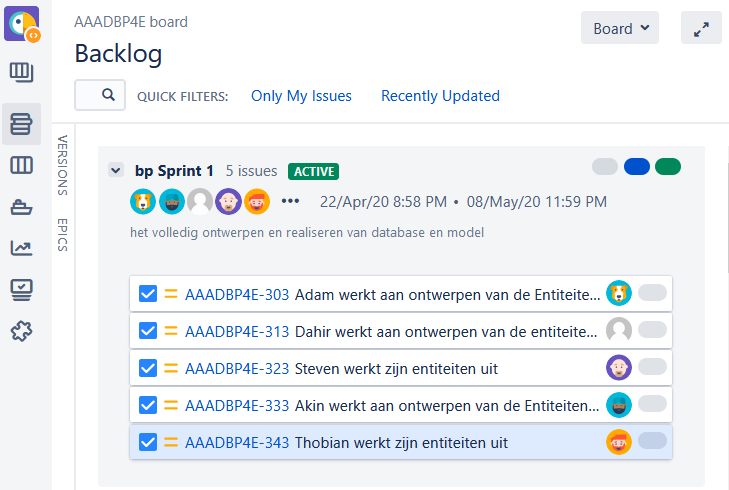 AAADBP4E board
Board
Backlog
QUICK FILTERS: Only My Issues Recently Updated
VERSIONS
EPICS
bp Sprint 1 5 issues ACTIVE
••• 22/Apr/20 8:58 PM • 08/May/20 11:59 PM
het volledig ontwerpen en realiseren van database en model
AAADBP4E-303 Adam werkt aan ontwerpen van de Entiteite...
AAADBP4E-313 Dahir werkt aan ontwerpen van de entiteite...
AAADBP4E-323 Steven werkt zijn entiteiten uit
AAADBP4E-333 Akin werkt aan ontwerpen van de Entiteiten...
AAADBP4E-343 Thobian werkt zijn entiteiten uit